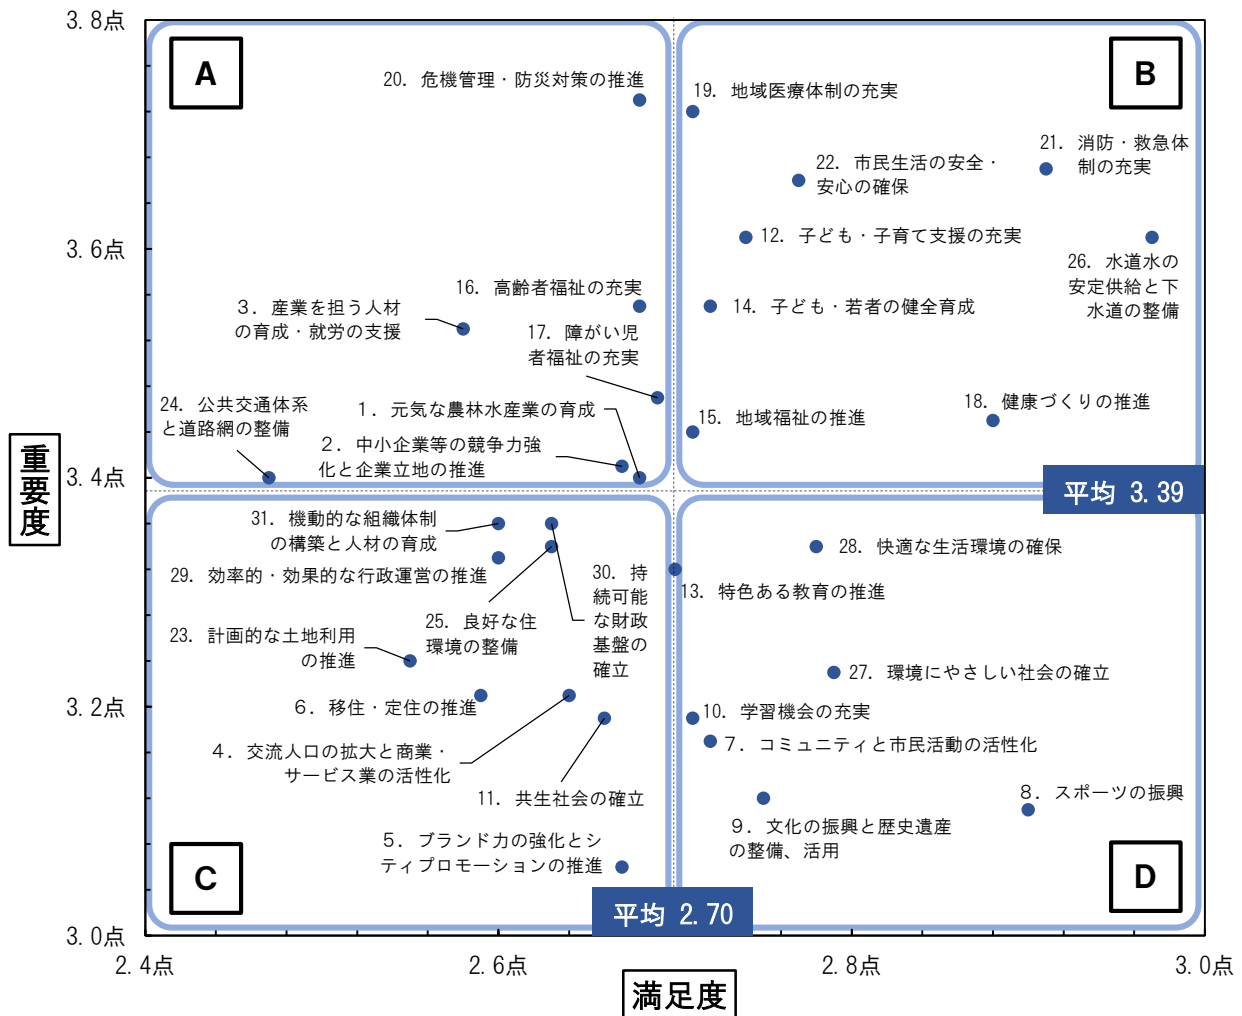 3.8点
A
B
20. 危機管理・防災対策の推進
19. 地域医療体制の充実
21. 消防・救急体
制の充実
22. 市民生活の安全・
安心の確保
12. 子ども・子育て支援の充実
3.6点
26. 水道水の
安定供給と下
水道の整備
16. 高齢者福祉の充実
3. 産業を担う人材
の育成・就労の支援
14. 子ども・若者の健全育成
17. 障がい児
者福祉の充実
24. 公共交通体系
と道路網の整備
1. 元気な農林水産業の育成
15. 地域福祉の推進
18. 健康づくりの推進
2. 中小企業等の競争力強
化と企業立地の推進
3.4点
重要度
平均 3.39
31. 機動的な組織体制
の構築と人材の育成
28. 快適な生活環境の確保
29. 効率的・効果的な行政運営の推進
30. 持
続可能
な財政
基盤の
確立
13. 特色ある教育の推進
25. 良好な住
環境の整備
23. 計画的な土地利用
の推進
27. 環境にやさしい社会の確立
6. 移住・定住の推進
3.2点
10. 学習機会の充実
7. コミュニティと市民活動の活性化
4. 交流人口の拡大と商業・
サービス業の活性化
11. 共生社会の確立
8. スポーツの振興
9. 文化の振興と歴史遺産
の整備、活用
5. ブランド力の強化とシ
ティプロモーションの推進
C
D
平均 2.70
3.0点
2.4点
2.6点
2.8点
3.0点
満足度